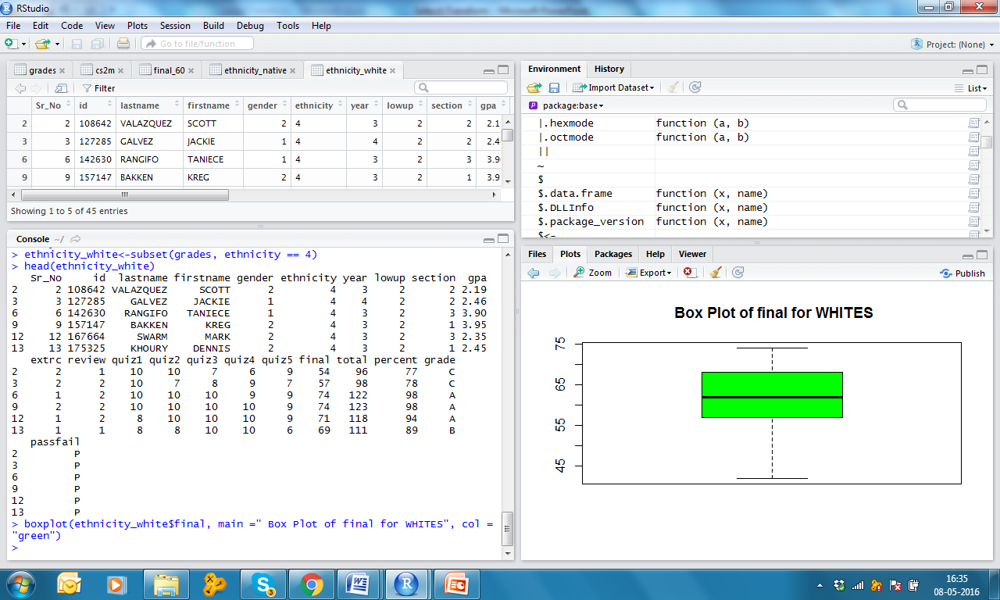 RStudio
File Edit Code View Plots Session Build Debug Tools Help
Go to file/function
Project: (None)
grades cs2m final_60 ethnicity_native ethnicity_white
Filter
Sr_No id lastname firstname gender ethnicity year lowup section gpa
2 2 108642 VALAZQUEZ SCOTT 2 4 3 2 2 2.1
3 3 127285 GALVEZ JACKIE 1 4 4 2 2 2.4
6 6 142630 RANGIFO TANIECE 1 4 3 2 3 3.9
9 9 157147 BAKKEN KREG 2 4 3 2 1 3.9
Showing 1 to 5 of 45 entries
Console ~/
> ethnicity_white<-subset(grades, ethnicity == 4)
> head(ethnicity_white)
Sr_No id lastname firstname gender ethnicity year lowup section gpa
2 2 108642 VALAZQUEZ SCOTT 2 4 3 2 2 2.19
3 3 127285 GALVEZ JACKIE 1 4 4 2 2 2.46
6 6 142630 RANGIFO TANIECE 1 4 3 2 3 3.90
9 9 157147 BAKKEN KREG 2 4 3 2 1 3.95
12 12 167664 SWARM MARK 2 4 3 2 3 2.35
13 13 175325 KHOURY DENNIS 2 4 3 2 1 2.45
extrc review quiz1 quiz2 quiz3 quiz4 quiz5 final total percent grade
2 2 1 10 10 7 6 9 54 96 77 C
3 2 2 10 7 8 9 7 57 98 78 C
6 1 2 10 10 10 9 9 74 122 98 A
9 2 2 10 10 10 10 9 74 123 98 A
12 1 2 8 10 10 10 9 71 118 94 A
13 1 1 8 8 10 10 6 69 111 89 B
passfail
2 P
3 P
6 P
9 P
12 P
13 P
> boxplot(ethnicity_white$final, main =" Box Plot of final for WHITES", col =
"green")
>
Environment History
Import Dataset List
package:base
|.hexmode function (a, b)
|.octmode function (a, b)
||
~
$
$.data.frame function (x, name)
$.DLLInfo function (x, name)
$.package_version function (x, name)
$<-
Files Plots Packages Help Viewer
Zoom Export Publish
Box Plot of final for WHITES
75
65
55
45
3
16:35
08-05-2016